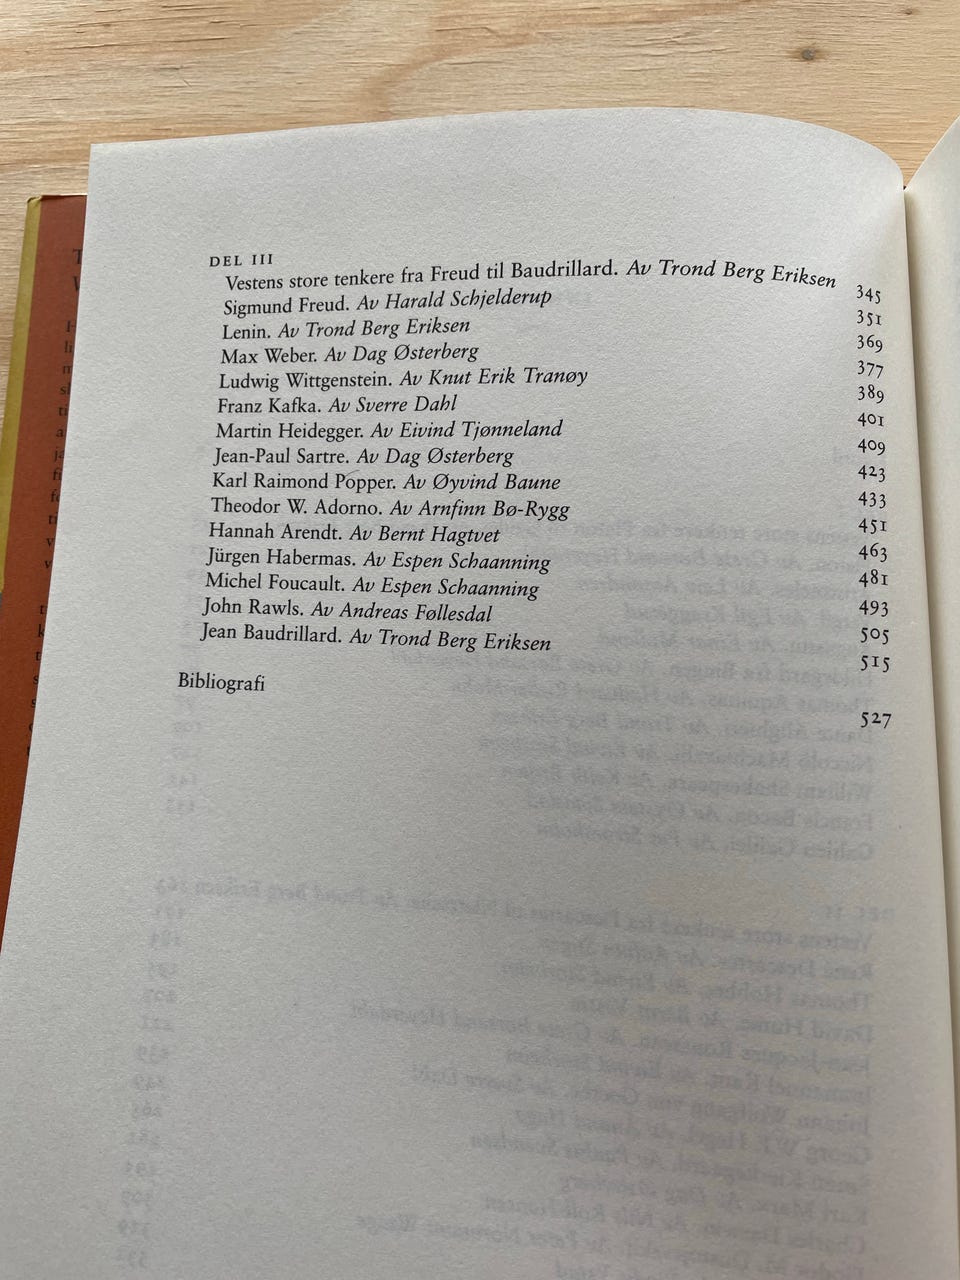 DEL III
Vestens store tenkere fra Freud til Baudrillard. Av Trond Berg Eriksen 345
Sigmund Freud. Av Harald Schjelderup 351
Lenin. Av Trond Berg Eriksen 369
Max Weber. Av Dag Østerberg 377
Ludwig Wittgenstein. Av Knut Erik Tranøy 389
Franz Kafka. Av Sverre Dahl 401
Martin Heidegger. Av Eivind Tjønneland 409
Jean-Paul Sartre. Av Dag Østerberg 423
Karl Raimond Popper. Av Øyvind Baune 433
Theodor W. Adorno. Av Arnfinn Bø-Rygg 451
Hannah Arendt. Av Bernt Hagtvet 463
Jürgen Habermas. Av Espen Schaanning 481
Michel Foucault. Av Espen Schaanning 493
John Rawls. Av Andreas Føllesdal 505
Jean Baudrillard. Av Trond Berg Eriksen 515
Bibliografi 527